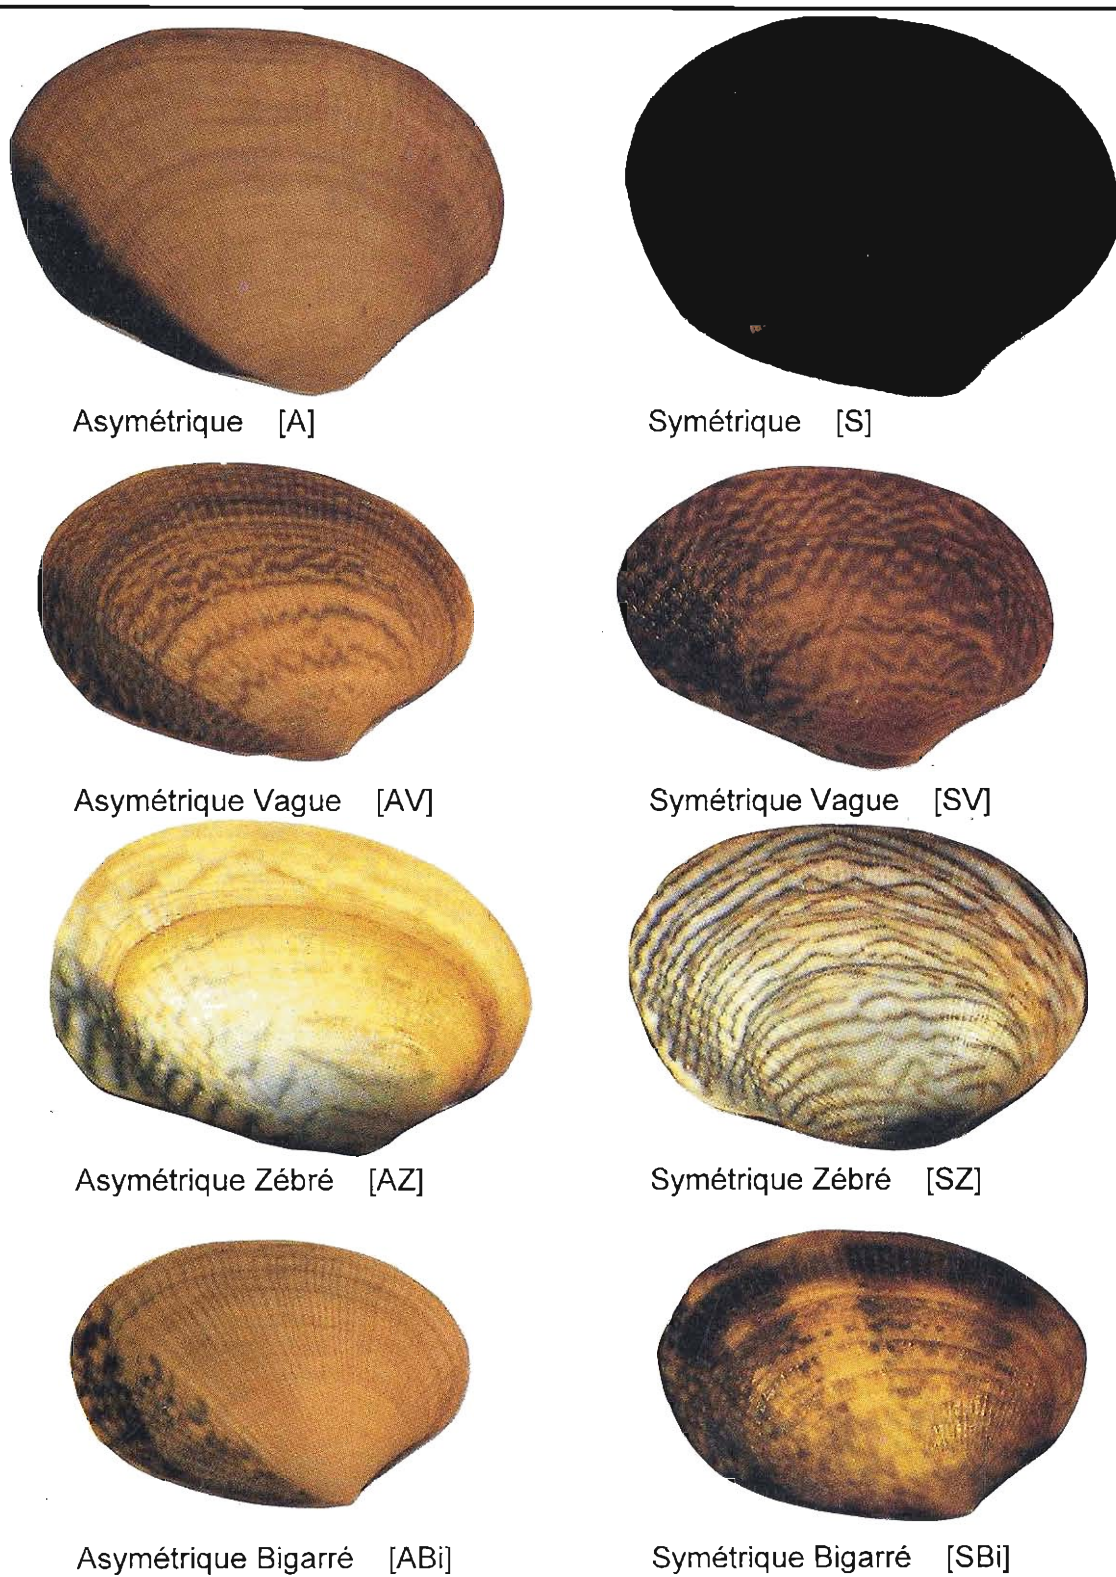 Asymétrique [A]
Symétrique [S]
Asymétrique Vague [AV]
Symétrique Vague [SV]
Asymétrique Zébré [AZ]
Symétrique Zébré [SZ]
Asymétrique Bigarré [ABi]
Symétrique Bigarré [SBi]